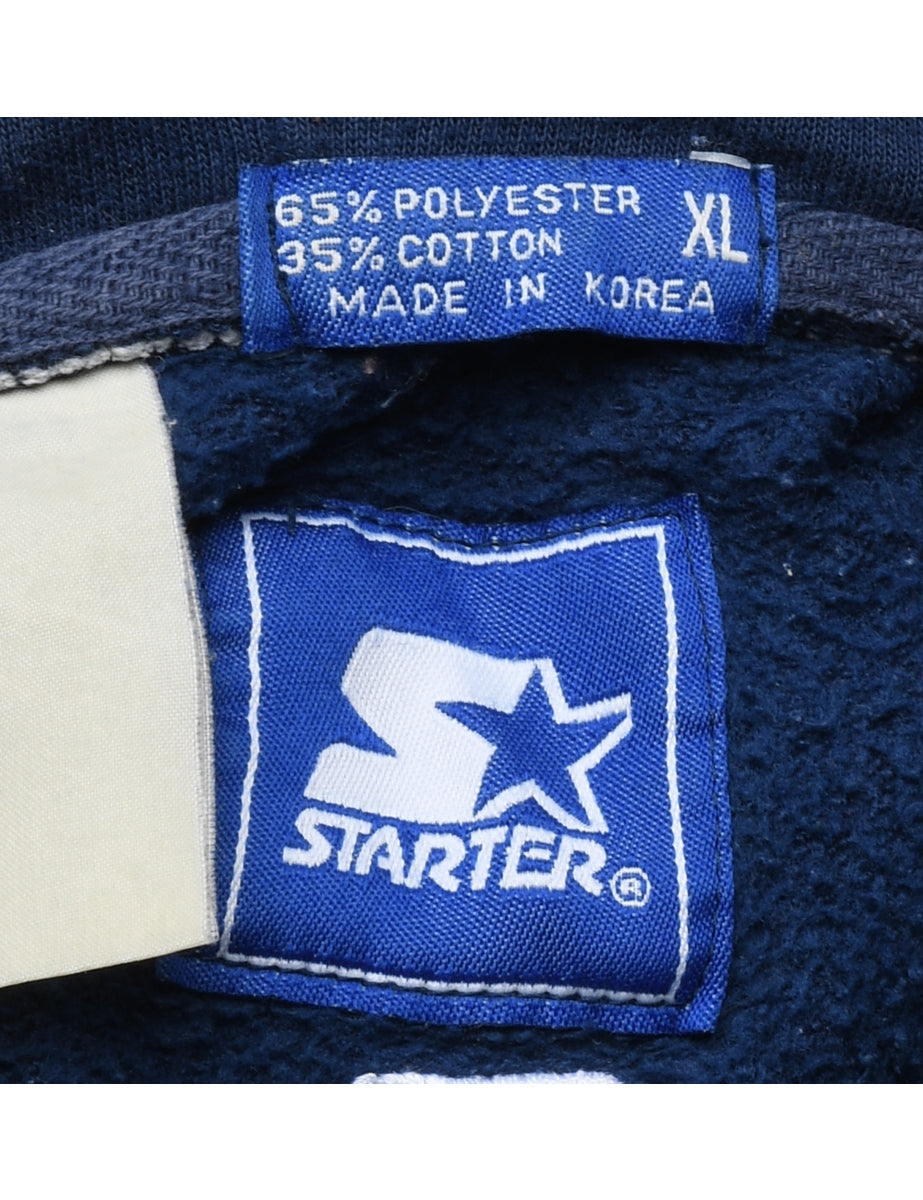 65% POLYESTER XL
35% COTTON
MADE IN KOREA
STARTER®